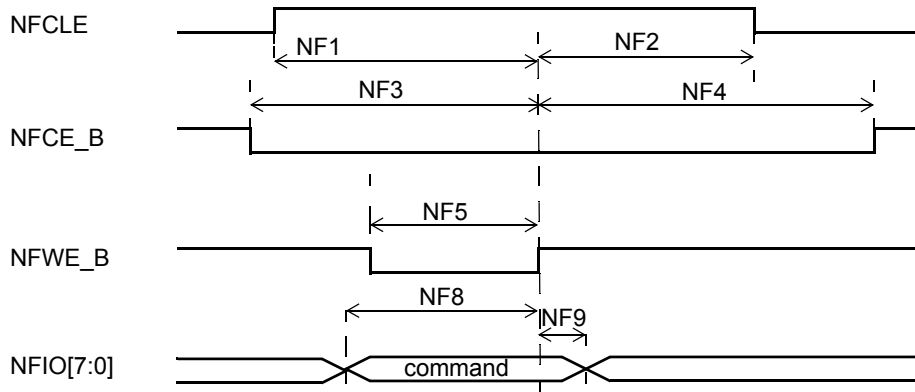 NFCLE
NF1 NF2
NF3 NF4
NFCE_B
NF5
NFWE_B
NF8 NF9
NFIO[7:0] command